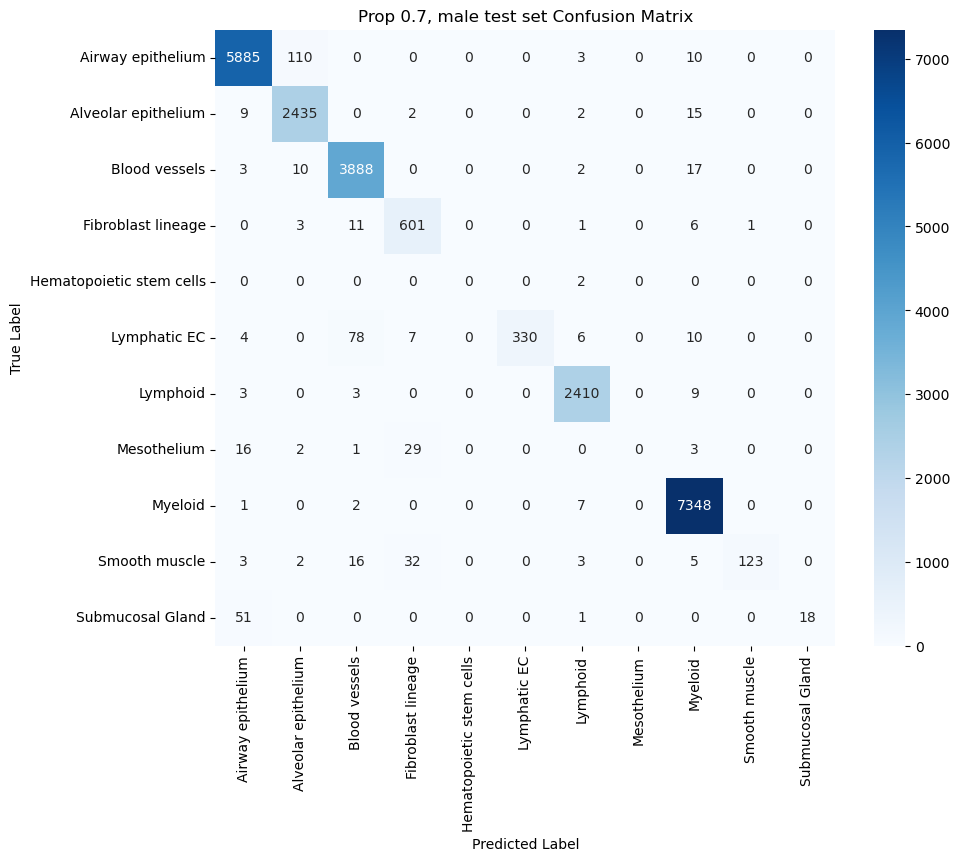 Prop 0.7, male test set Confusion Matrix
Airway epithelium 5885 110 0 0 0 0 3 0 10 0 0
Alveolar epithelium 9 2435 0 2 0 0 2 0 15 0 0
Blood vessels 3 10 3888 0 0 0 2 0 17 0 0
Fibroblast lineage 0 3 11 601 0 0 1 0 6 1 0
Hematopoietic stem cells 0 0 0 0 0 0 2 0 0 0 0
Lymphatic EC 4 0 78 7 0 330 6 0 10 0 0
Lymphoid 3 0 3 0 0 0 2410 0 9 0 0
Mesothelium 16 2 1 29 0 0 0 0 3 0 0
Myeloid 1 0 2 0 0 0 7 0 7348 0 0
Smooth muscle 3 2 16 32 0 0 3 0 5 123 0
Submucosal Gland 51 0 0 0 0 0 1 0 0 0 18
True Label
Airway epithelium
Alveolar epithelium
Blood vessels
Fibroblast lineage
Hematopoietic stem cells
Lymphatic EC
Lymphoid
Mesothelium
Myeloid
Smooth muscle
Submucosal Gland
Predicted Label
7000
6000
5000
4000
3000
2000
1000
0